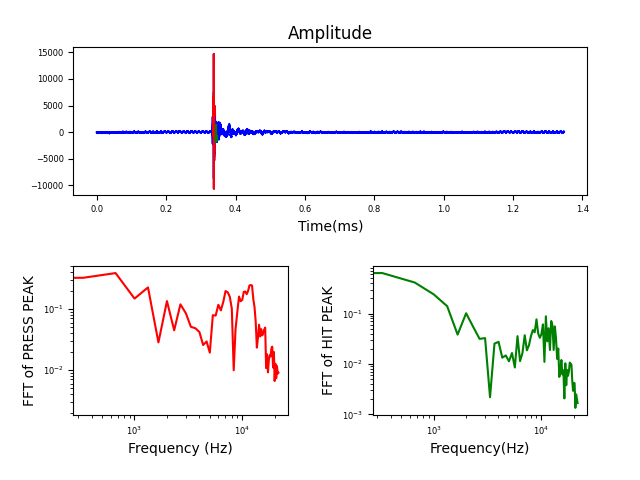 Amplitude
15000
10000
5000
0
−5000
−10000
0.0 0.2 0.4 0.6 0.8 1.0 1.2 1.4
Time(ms)
FFT of PRESS PEAK
10⁻¹
10⁻²
10³ 10⁴
Frequency (Hz)
FFT of HIT PEAK
10⁻¹
10⁻²
10⁻³
10³ 10⁴
Frequency(Hz)